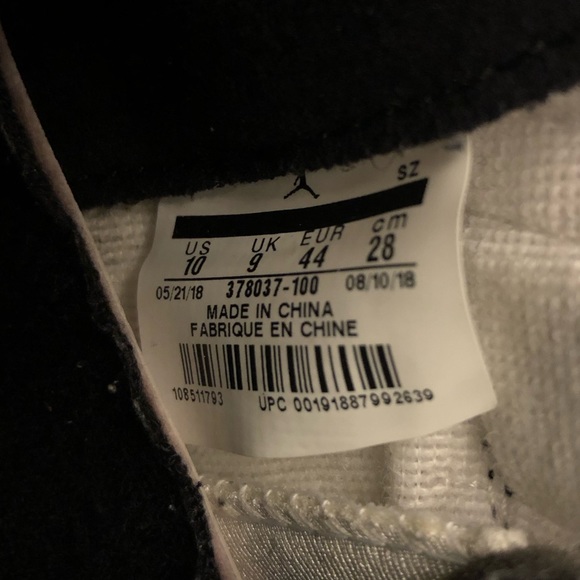 SZ
US UK EUR cm
10 9 44 28
05/21/18 378037-100 08/10/18
MADE IN CHINA
FABRIQUE EN CHINE
108511793 UPC 00191887992639